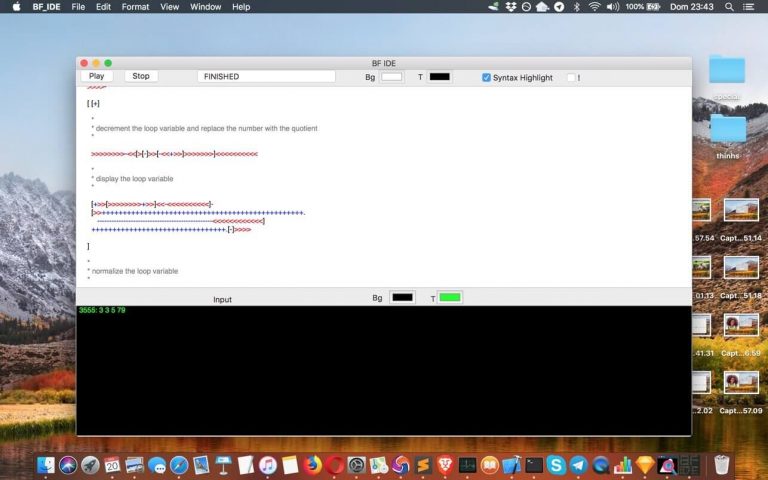 BF_IDE File Edit Format View Window Help 100% Dom 23:43
BF IDE
Play Stop FINISHED Bg T Syntax Highlight !
[ [+]
*
* decrement the loop variable and replace the number with the quotient
*
*
* display the loop variable
*
]
*
* normalize the loop variable
*
Input Bg T
3555: 3 3 5 79
special
thinhs
57.54 Capt...51,14
.01.13 Capt...51.18
.41.31 Capt...6.59
...2.02 Capt...57.09
20